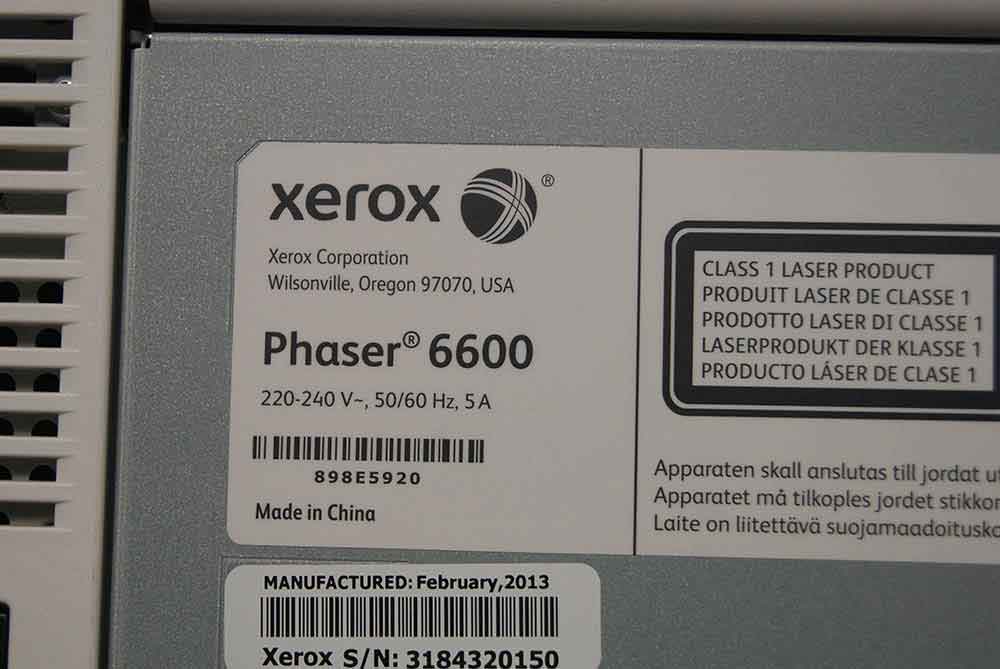 xerox ®
Xerox Corporation
Wilsonville, Oregon 97070, USA
Phaser® 6600
220-240 V~, 50/60 Hz, 5 A
898E5920
Made in China
CLASS 1 LASER PRODUCT
PRODUIT LASER DE CLASSE 1
PRODOTTO LASER DI CLASSE 1
LASERPRODUKT DER KLASSE 1
PRODUCTO LÁSER DE CLASE 1
Apparaten skall anslutas till jordat
Apparatet må tilkoples jordet
Laite on liitettävä
MANUFACTURED: February,2013
Xerox S/N: 3184320150